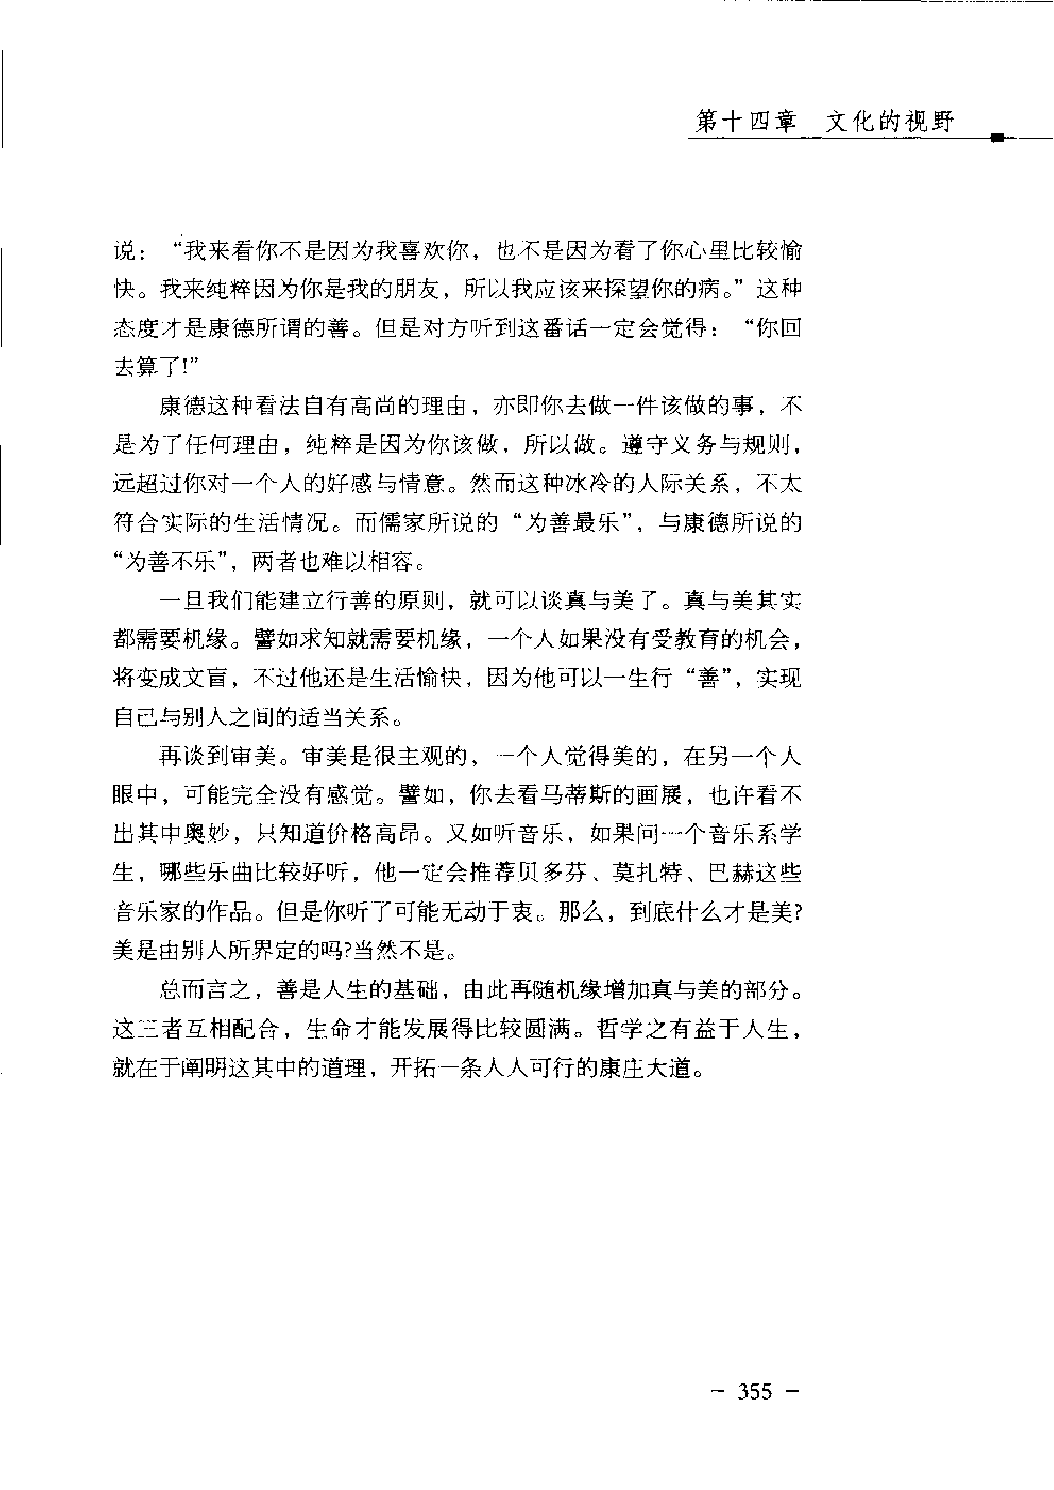 第十四章 文化的视野
说：“我来看你不是因为我喜欢你，也不是因为看了你心里比较愉
快。我来纯粹因为你是我的朋友，所以我应该来探望你的病。”这种
态度才是康德所谓的善。但是对方听到这番话一定会觉得：“你回
去算了!”
康德这种看法自有高尚的理由，亦即你去做一件该做的事，不
是为了任何理由，纯粹是因为你该做，所以做。遵守义务与规则，
远超过你对一个人的好感与情意。然而这种冰冷的人际关系，不太
符合实际的生活情况。而儒家所说的“为善最乐”，与康德所说的
“为善不乐”，两者也难以相容。
一旦我们能建立行善的原则，就可以谈真与美了。真与美其实
都需要机缘。譬如求知就需要机缘，一个人如果没有受教育的机会，
将变成文盲，不过他还是生活愉快，因为他可以一生行“善”，实现
自己与别人之间的适当关系。
再谈到审美。审美是很主观的，一个人觉得美的，在另一个人
眼中，可能完全没有感觉。譬如，你去看马蒂斯的画展，也许看不
出其中奥妙，只知道价格高昂。又如听音乐，如果问一个音乐系学
生，哪些乐曲比较好听，他一定会推荐贝多芬、莫扎特、巴赫这些
音乐家的作品。但是你听了可能无动于衷。那么，到底什么才是美?
美是由别人所界定的吗?当然不是。
总而言之，善是人生的基础，由此再随机缘增加真与美的部分。
这三者互相配合，生命才能发展得比较圆满。哲学之有益于人生，
就在于阐明这其中的道理，开拓一条人人可行的康庄大道。
- 355 -